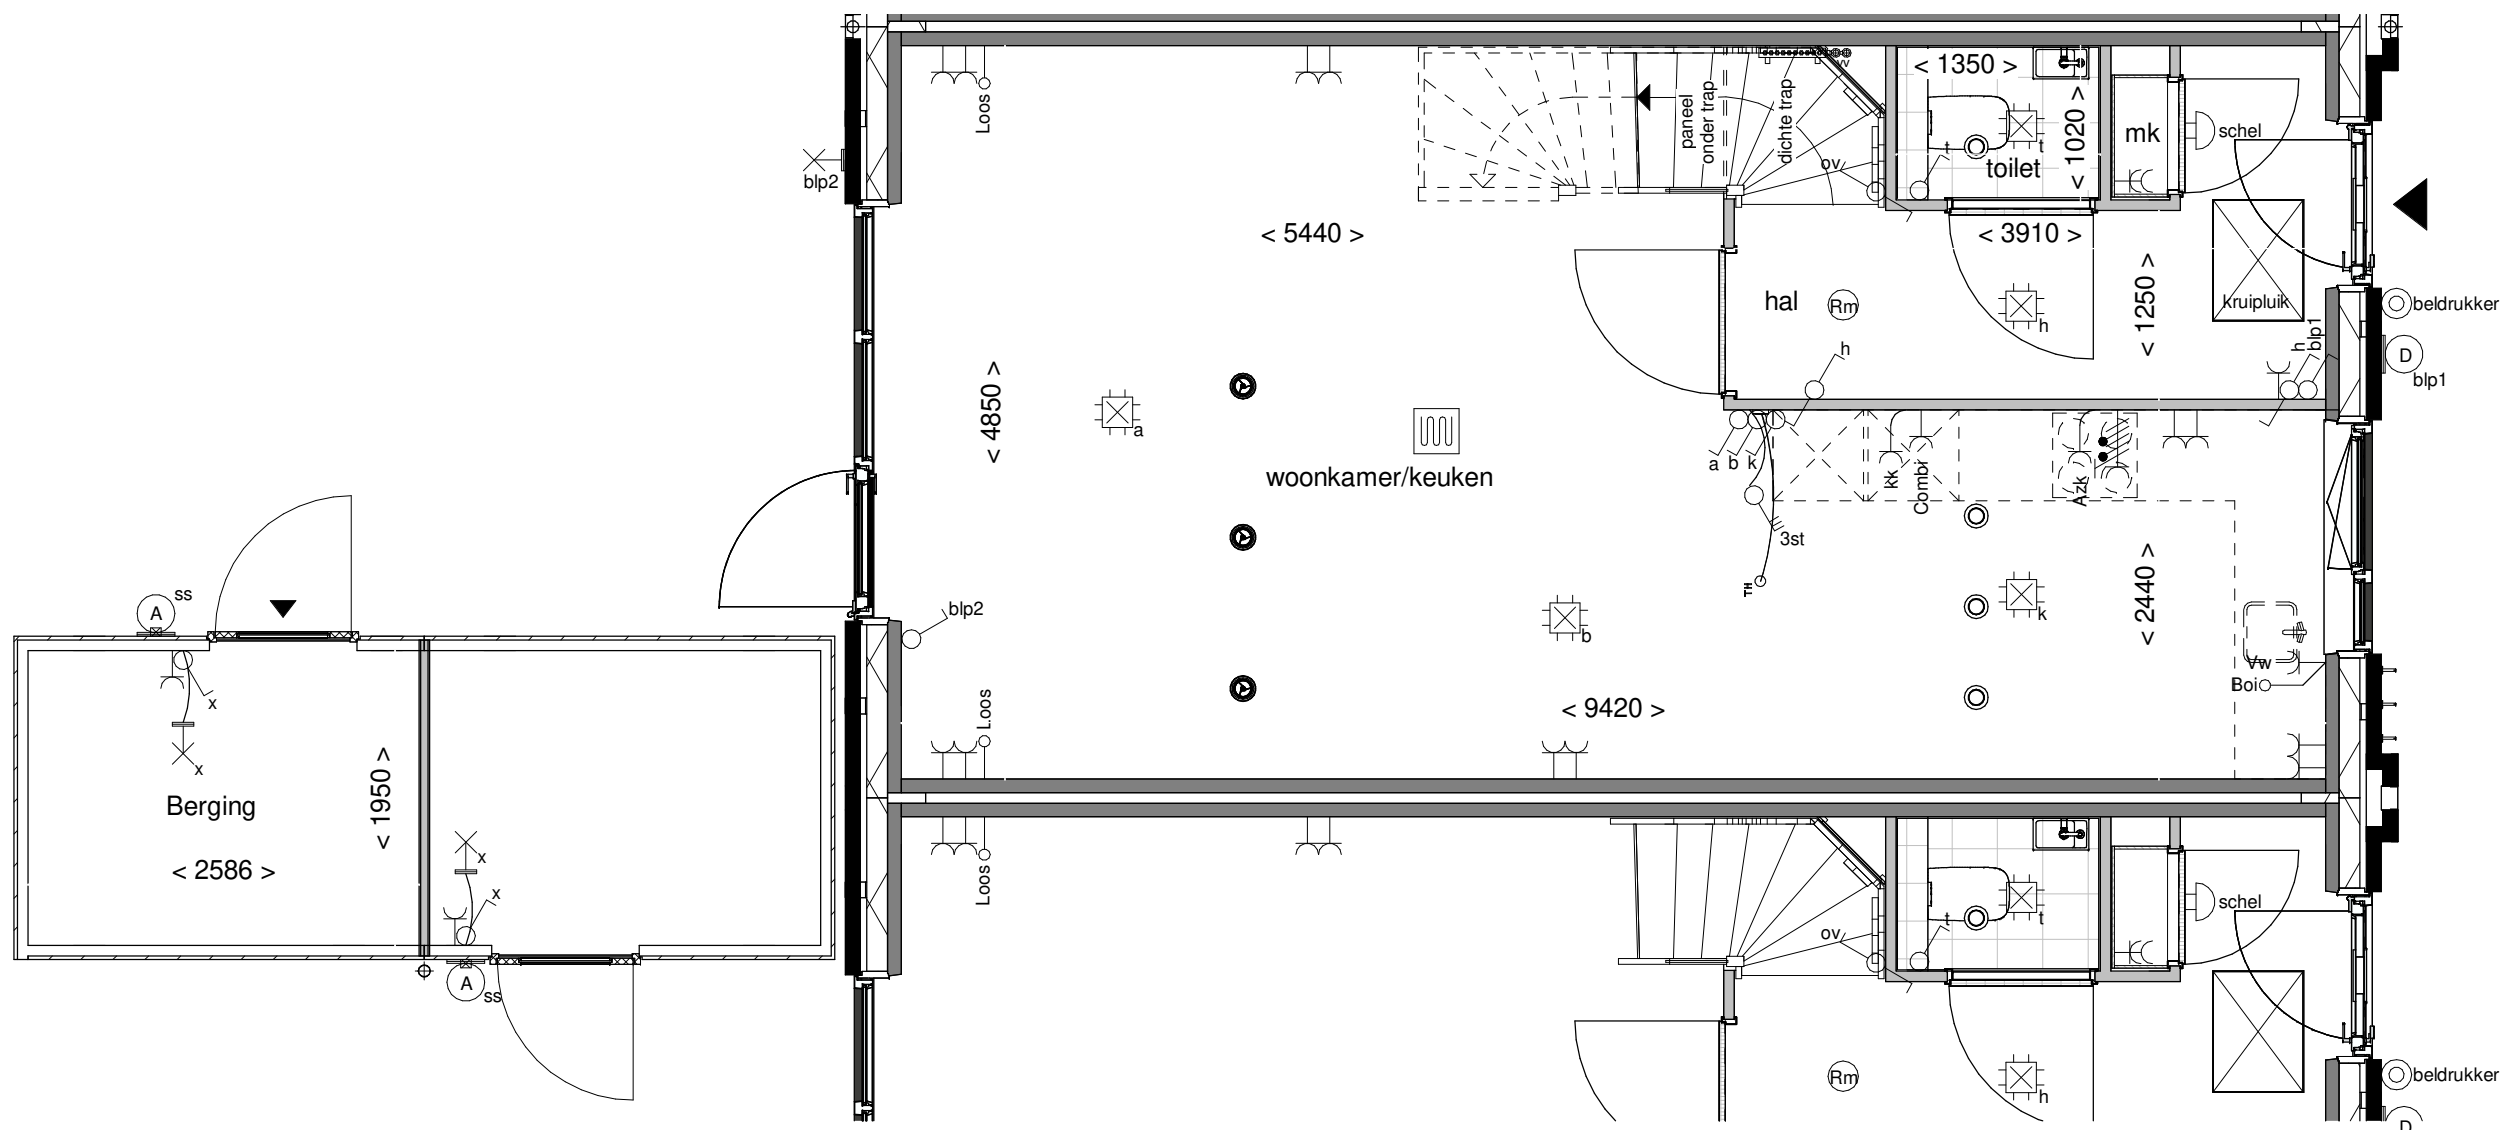 < 1350 >
vv
Loos
paneel
onder trap
dichte trap
< 1020 >
mk
schel
blp2
ov
t
t
toilet
< 5440 >
< 3910 >
hal
Rm
h
< 1250 >
kruipluik
beldrukker
h
blp1
h
D
blp1
< 4850 >
a
woonkamer/keuken
a
b
k
kk
Combi
Azk
3st
TH
< 2440 >
k
b
blp2
A
ss
x
x
Vw
Boi
Loos
< 9420 >
Berging
< 1950 >
< 2586 >
x
x
A
ss
Loos
schel
t
t
ov
Rm
h
beldrukker
D